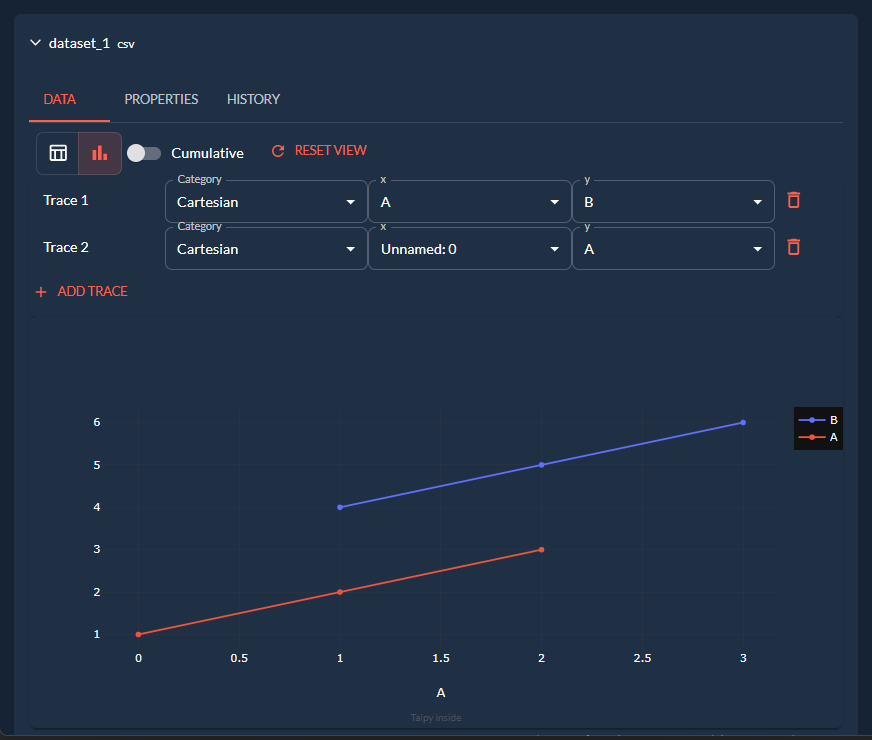 dataset_1 csv
DATA PROPERTIES HISTORY
Cumulative RESET VIEW
Category x y
Trace 1 Cartesian A B
Category x y
Trace 2 Cartesian Unnamed: 0 A
+ ADD TRACE
B
A
6
5
4
3
2
1
0 0.5 1 1.5 2 2.5 3
A
Taipy inside